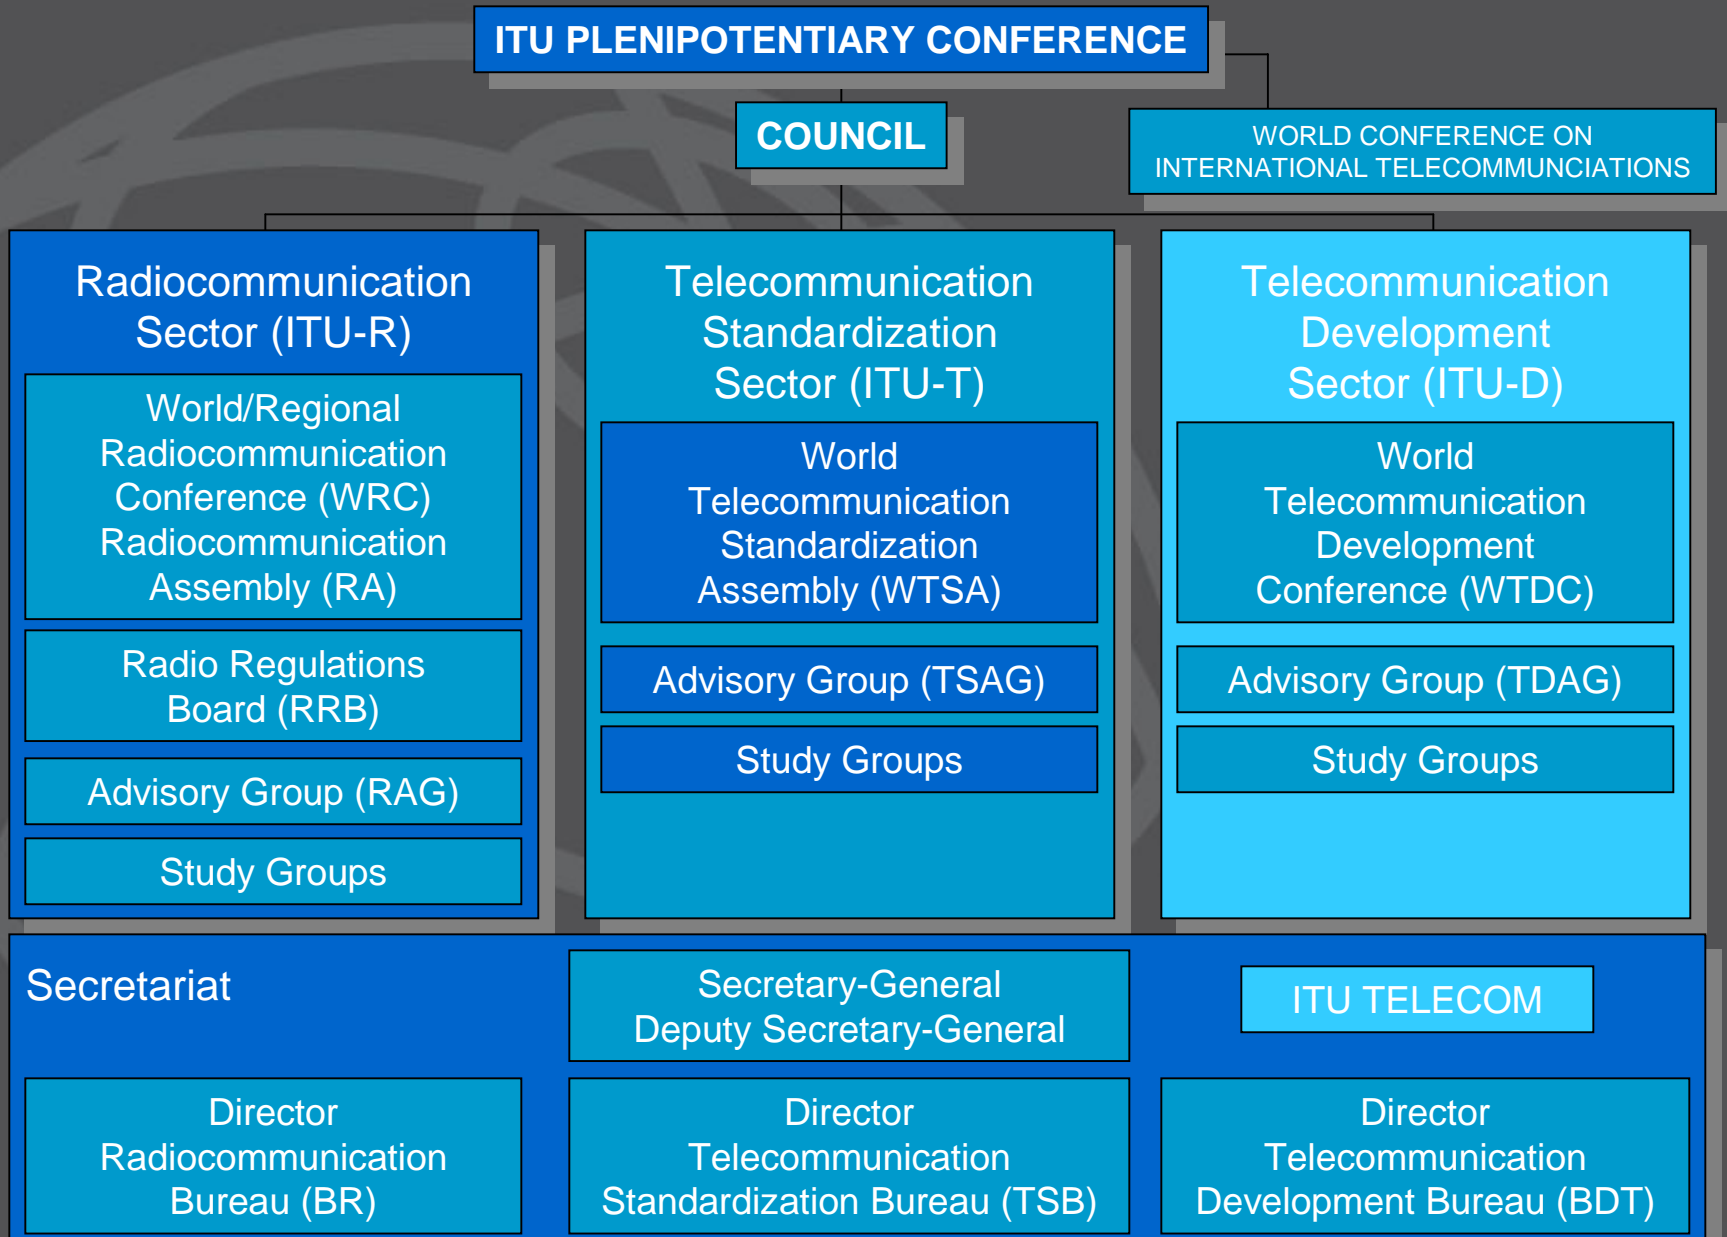 ITU PLENIPOTENTIARY CONFERENCE
COUNCIL
WORLD CONFERENCE ON
INTERNATIONAL TELECOMMUNCIATIONS
Radiocommunication
Sector (ITU-R)
World/Regional
Radiocommunication
Conference (WRC)
Radiocommunication
Assembly (RA)
Radio Regulations
Board (RRB)
Advisory Group (RAG)
Study Groups
Telecommunication
Standardization
Sector (ITU-T)
World
Telecommunication
Standardization
Assembly (WTSA)
Advisory Group (TSAG)
Study Groups
Telecommunication
Development
Sector (ITU-D)
World
Telecommunication
Development
Conference (WTDC)
Advisory Group (TDAG)
Study Groups
Secretariat
Secretary-General
Deputy Secretary-General
ITU TELECOM
Director
Radiocommunication
Bureau (BR)
Director
Telecommunication
Standardization Bureau (TSB)
Director
Telecommunication
Development Bureau (BDT)